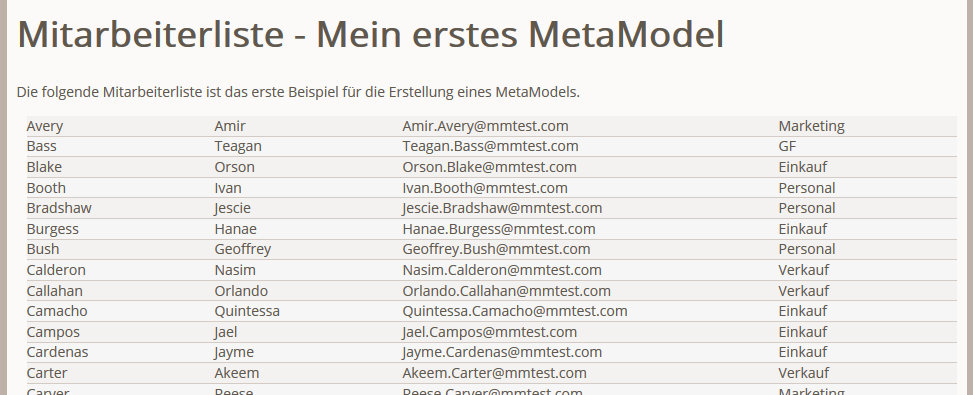 Mitarbeiterliste - Mein erstes MetaModel
Die folgende Mitarbeiterliste ist das erste Beispiel für die Erstellung eines MetaModels.
Avery Amir Amir.Avery@mmtest.com Marketing
Bass Teagan Teagan.Bass@mmtest.com GF
Blake Orson Orson.Blake@mmtest.com Einkauf
Booth Ivan Ivan.Booth@mmtest.com Personal
Bradshaw Jescie Jescie.Bradshaw@mmtest.com Personal
Burgess Hanae Hanae.Burgess@mmtest.com Einkauf
Bush Geoffrey Geoffrey.Bush@mmtest.com Personal
Calderon Nasim Nasim.Calderon@mmtest.com Verkauf
Callahan Orlando Orlando.Callahan@mmtest.com Verkauf
Camacho Quintessa Quintessa.Camacho@mmtest.com Einkauf
Campos Jael Jael.Campos@mmtest.com Einkauf
Cardenas Jayme Jayme.Cardenas@mmtest.com Einkauf
Carter Akeem Akeem.Carter@mmtest.com Verkauf
Carver Reese Reese.Carver@mmtest.com Marketing